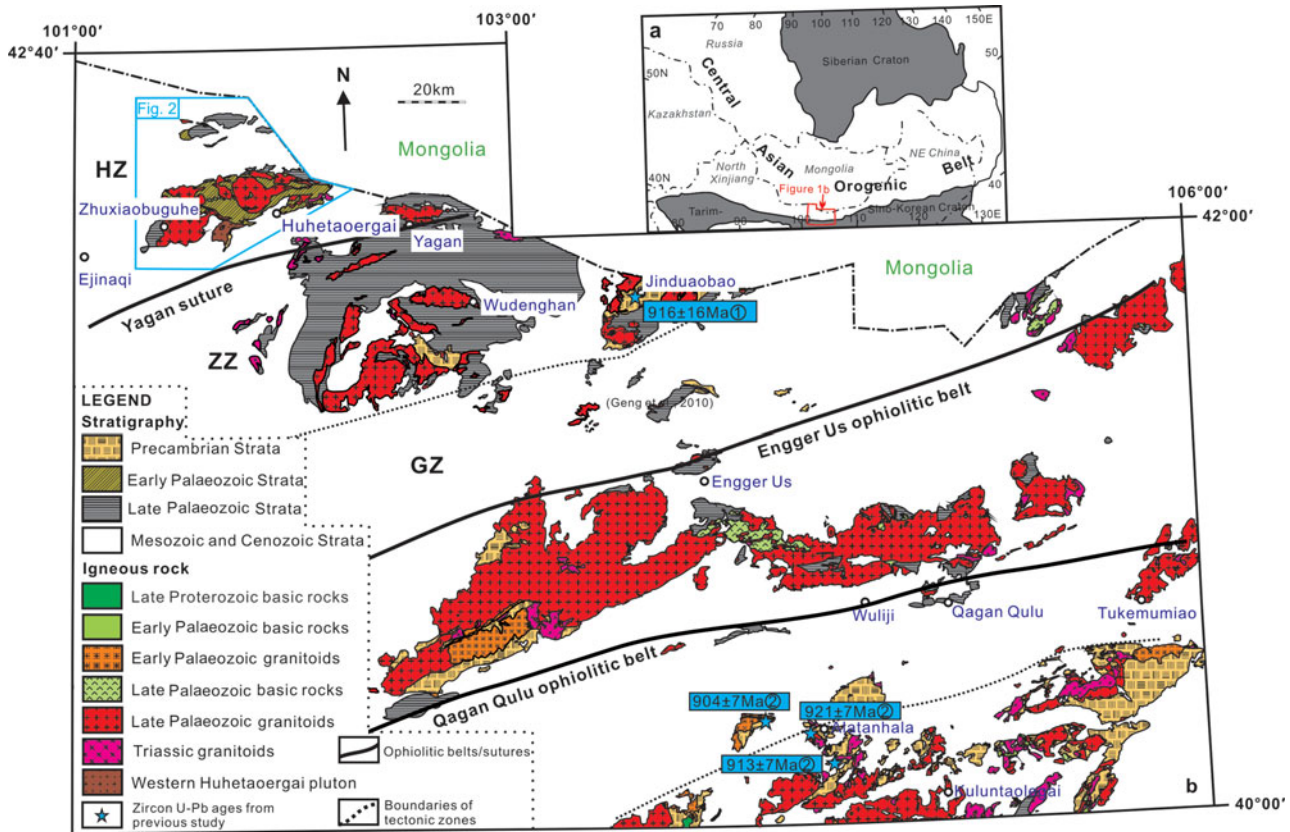 101°00′
103°00′
42°40′
N
20km
Fig. 2
Mongolia
HZ
Zhuxiaobuguhe
Huhetaoergai
Ejinaqi
Yagan
Yagan suture
Wudenghan
ZZ
a
70 80 90 100 110 120 130 140 150E
Russia
Siberian Craton
50N
50
Central
Kazakhstan
Asian
North
Xinjiang
Mongolia
NE China
Belt
Orogenic
40N
40
Figure 1b
Tarim-
Sino-Korean Craton
80 90 100 110 120 130E
106°00′
42°00′
Mongolia
Jinduaobao
916±16Ma①
(Geng et al., 2010)
Engger Us ophiolitic belt
GZ
Engger Us
Wuliji
Qagan Qulu
Tukemumiao
Qagan Qulu ophiolitic belt
904±7Ma②
921±7Ma②
Matanhala
913±7Ma②
Kuluntaolegai
b
40°00′
LEGEND
Stratigraphy
Precambrian Strata
Early Palaeozoic Strata
Late Palaeozoic Strata
Mesozoic and Cenozoic Strata
Igneous rock
Late Proterozoic basic rocks
Early Palaeozoic basic rocks
Early Palaeozoic granitoids
Late Palaeozoic basic rocks
Late Palaeozoic granitoids
Triassic granitoids
Western Huhetaoergai pluton
Zircon U-Pb ages from
previous study
Ophiolitic belts/sutures
Boundaries of
tectonic zones